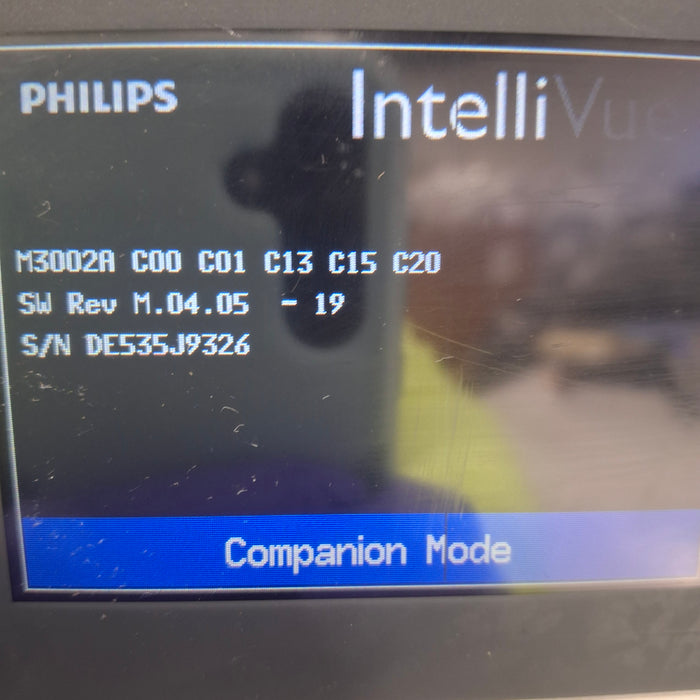 PHILIPS
IntelliVue
M3002A C00 C01 C13 C15 C20
SW Rev M.04.05 - 19
S/N DE535J9326
Companion Mode